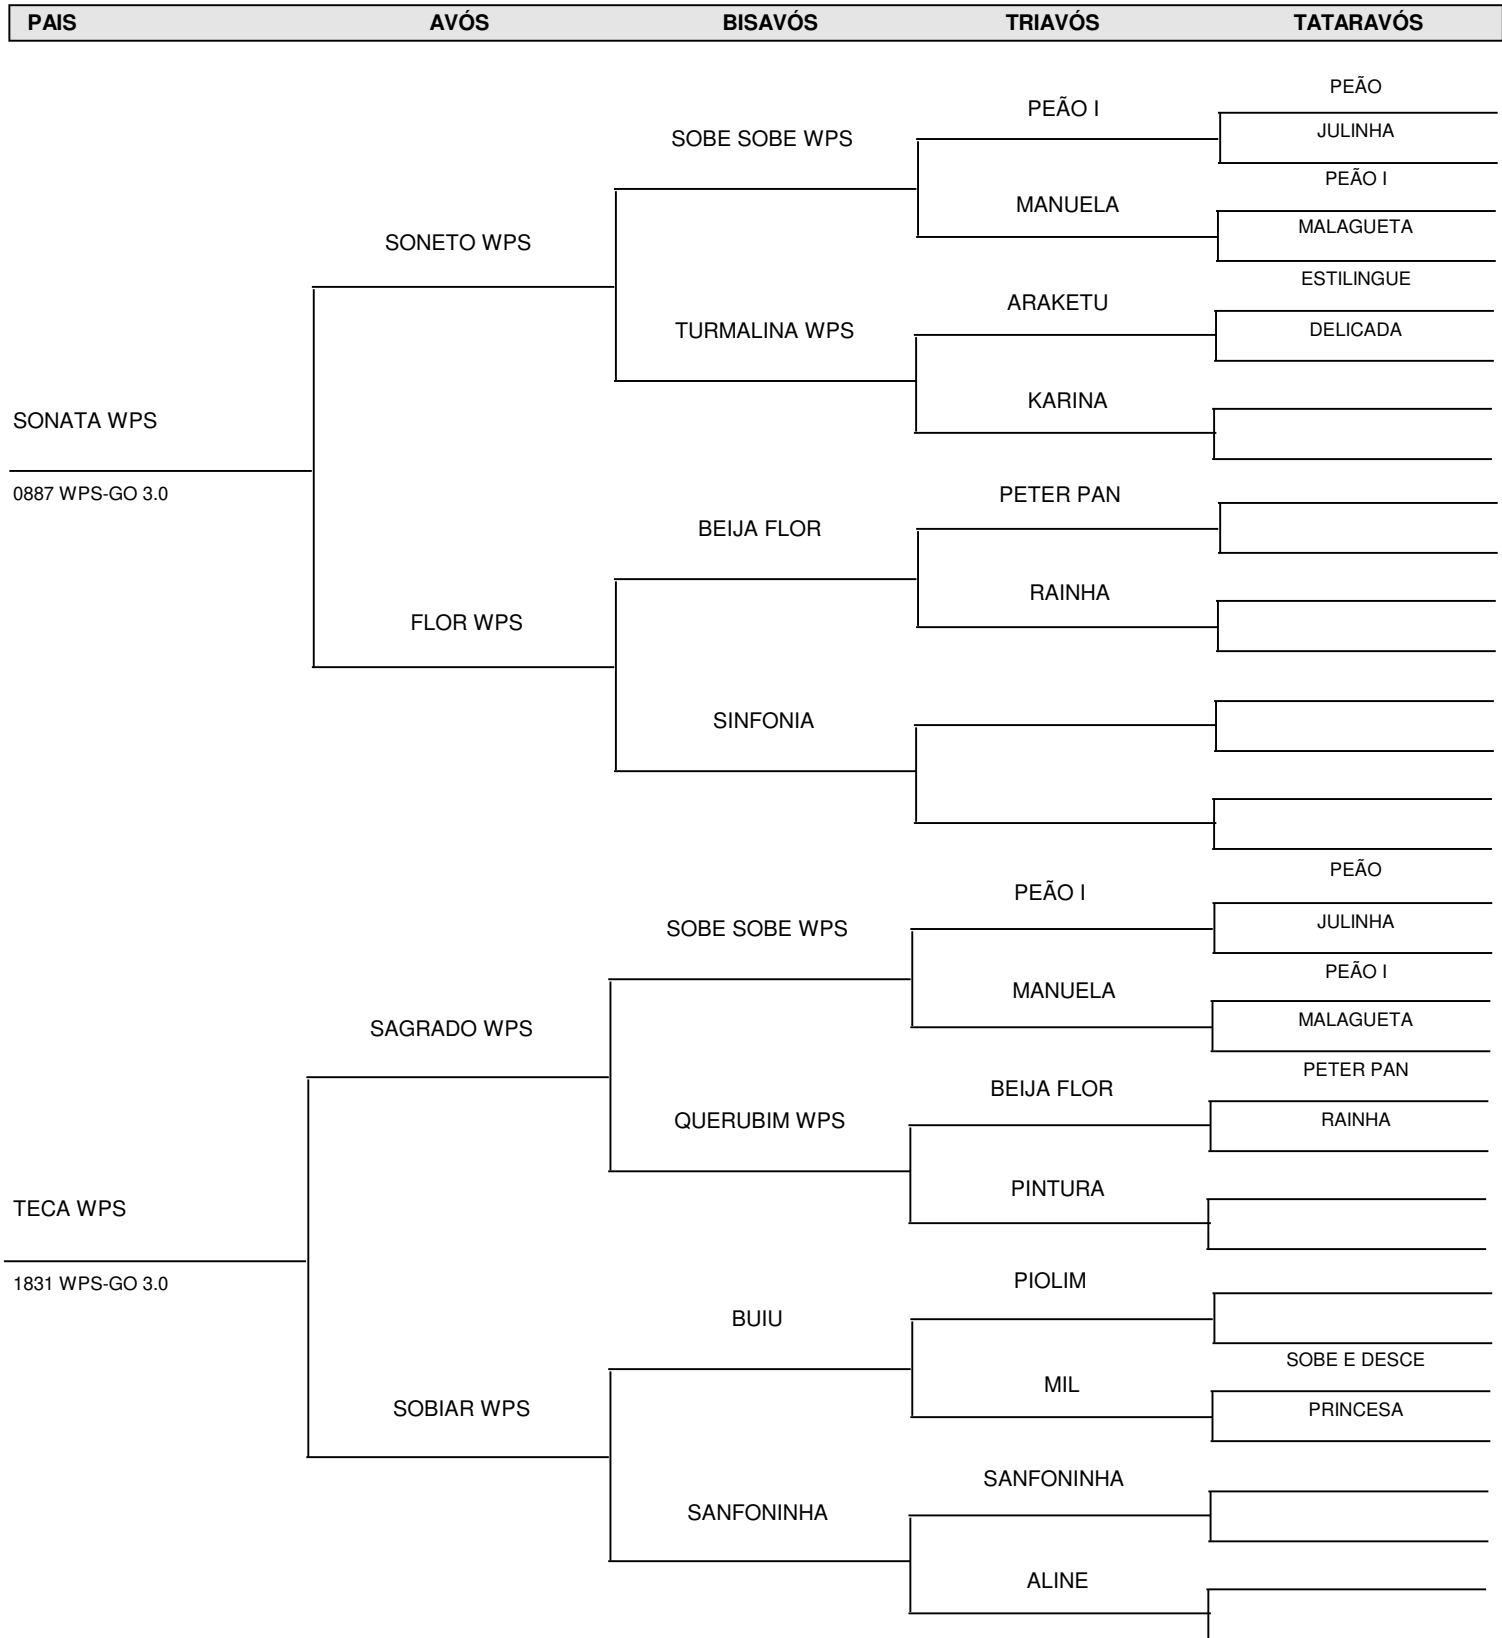 PAIS AVÓS BISAVÓS TRIAVÓS TATARAVÓS
PEÃO
PEÃO I
JULINHA
SOBE SOBE WPS
PEÃO I
MANUELA
MALAGUETA
SONETO WPS
ESTILINGUE
ARAKETU
TURMALINA WPS
DELICADA
KARINA
SONATA WPS
0887 WPS-GO 3.0
PETER PAN
BEIJA FLOR
RAINHA
FLOR WPS
SINFONIA
PEÃO
PEÃO I
JULINHA
SOBE SOBE WPS
PEÃO I
MANUELA
MALAGUETA
SAGRADO WPS
PETER PAN
BEIJA FLOR
QUERUBIM WPS
RAINHA
PINTURA
TECA WPS
1831 WPS-GO 3.0
PIOLIM
BUIU
SOBE E DESCE
MIL
SOBIAR WPS
PRINCESA
SANFONINHA
SANFONINHA
ALINE